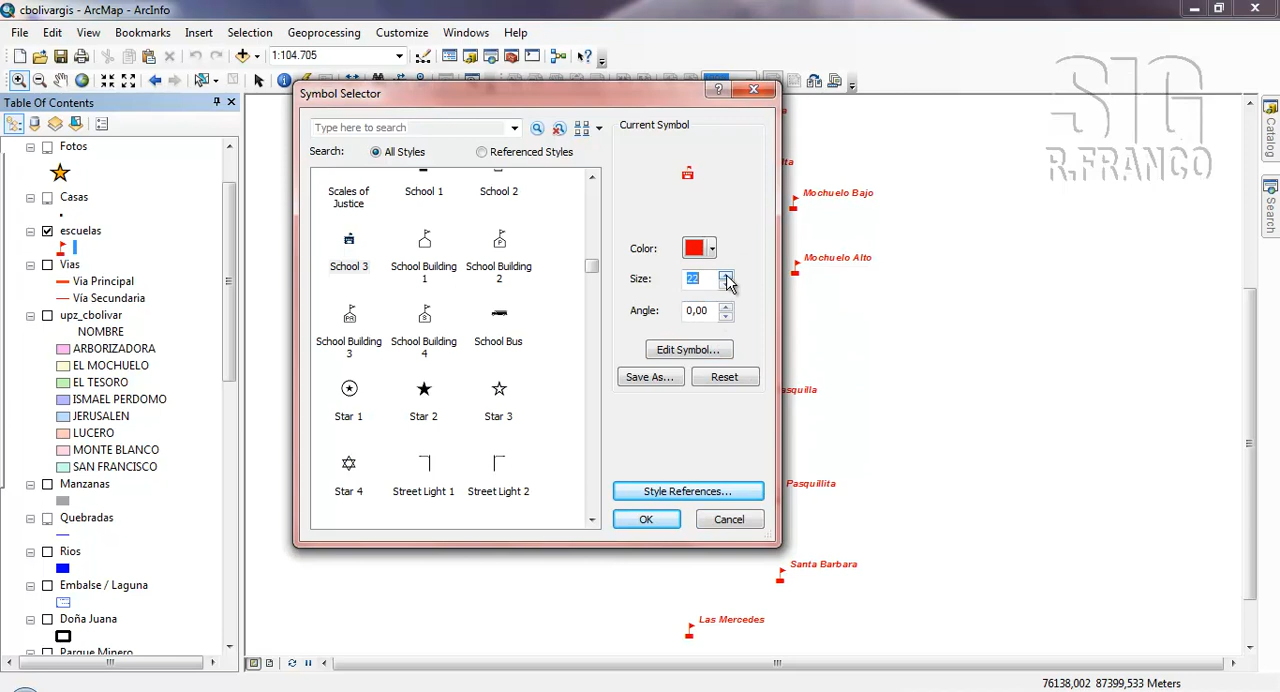 cbolivargis - ArcMap - ArcInfo
File Edit View Bookmarks Insert Selection Geoprocessing Customize Windows Help
1:104.705
Table Of Contents
Fotos
Casas
escuelas
Vias
Via Principal
Vía Secundaria
upz_cbolivar
NOMBRE
ARBORIZADORA
EL MOCHUELO
EL TESORO
ISMAEL PERDOMO
JERUSALEN
LUCERO
MONTE BLANCO
SAN FRANCISCO
Manzanas
Quebradas
Rios
Embalse / Laguna
Doña Juana
Parque Minero
Symbol Selector
Type here to search
Search: All Styles Referenced Styles
Scales of Justice
School 1
School 2
School 3
School Building 1
School Building 2
School Building 3
School Building 4
School Bus
Star 1
Star 2
Star 3
Star 4
Street Light 1
Street Light 2
Current Symbol
Color:
Size: 22
Angle: 0,00
Edit Symbol...
Save As... Reset
Style References...
OK Cancel
Mochuelo Bajo
Mochuelo Alto
asquilla
Pasquillita
Santa Barbara
Las Mercedes
SIG
R.FRANCO
Catalog
Search
76138,002 87399,533 Meters